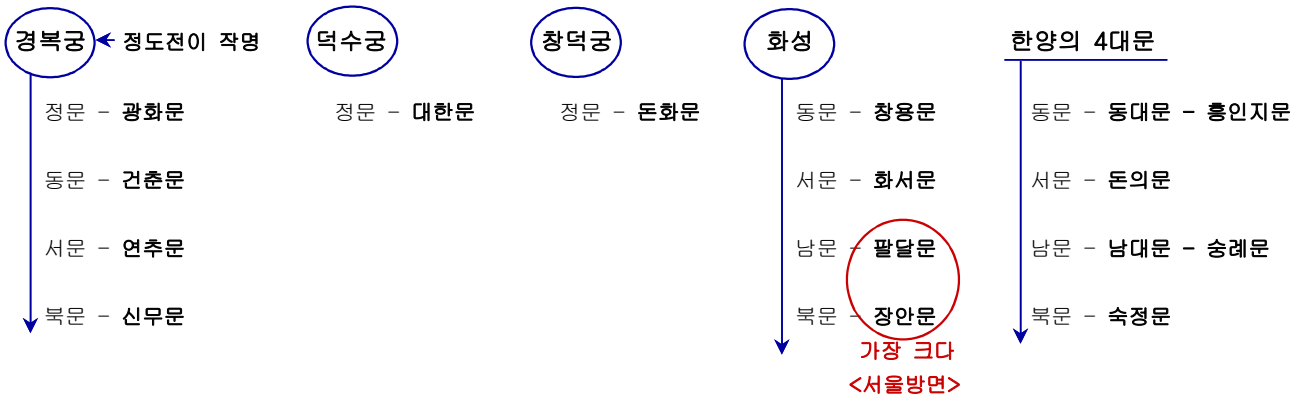 경복궁
정도전이 작명
정문 - 광화문
동문 - 건춘문
서문 - 연추문
북문 - 신무문
덕수궁
정문 - 대한문
창덕궁
정문 - 돈화문
화성
동문 - 창용문
서문 - 화서문
남문 - 팔달문
북문 - 장안문
가장 크다
<서울방면>
한양의 4대문
동문 - 동대문 - 흥인지문
서문 - 돈의문
남문 - 남대문 - 숭례문
북문 - 숙정문